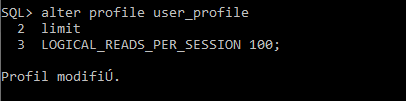 SQL> alter profile user_profile
2 limit
3 LOGICAL_READS_PER_SESSION 100;
Profil modifiÚ.